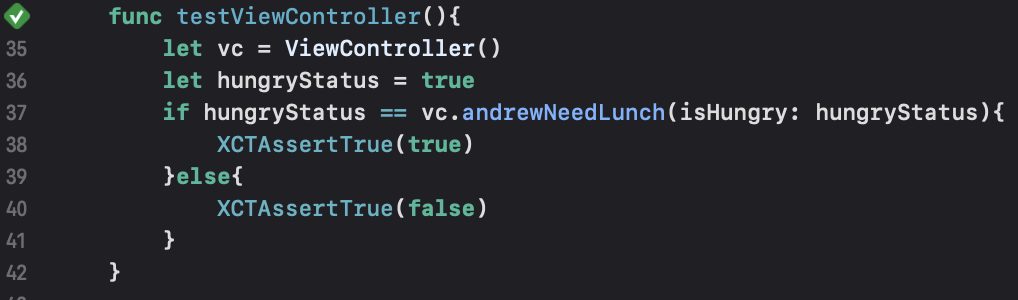 func testViewController(){
35 let vc = ViewController()
36 let hungryStatus = true
37 if hungryStatus == vc.andrewNeedLunch(isHungry: hungryStatus){
38 XCTAssertTrue(true)
39 }else{
40 XCTAssertTrue(false)
41 }
42 }